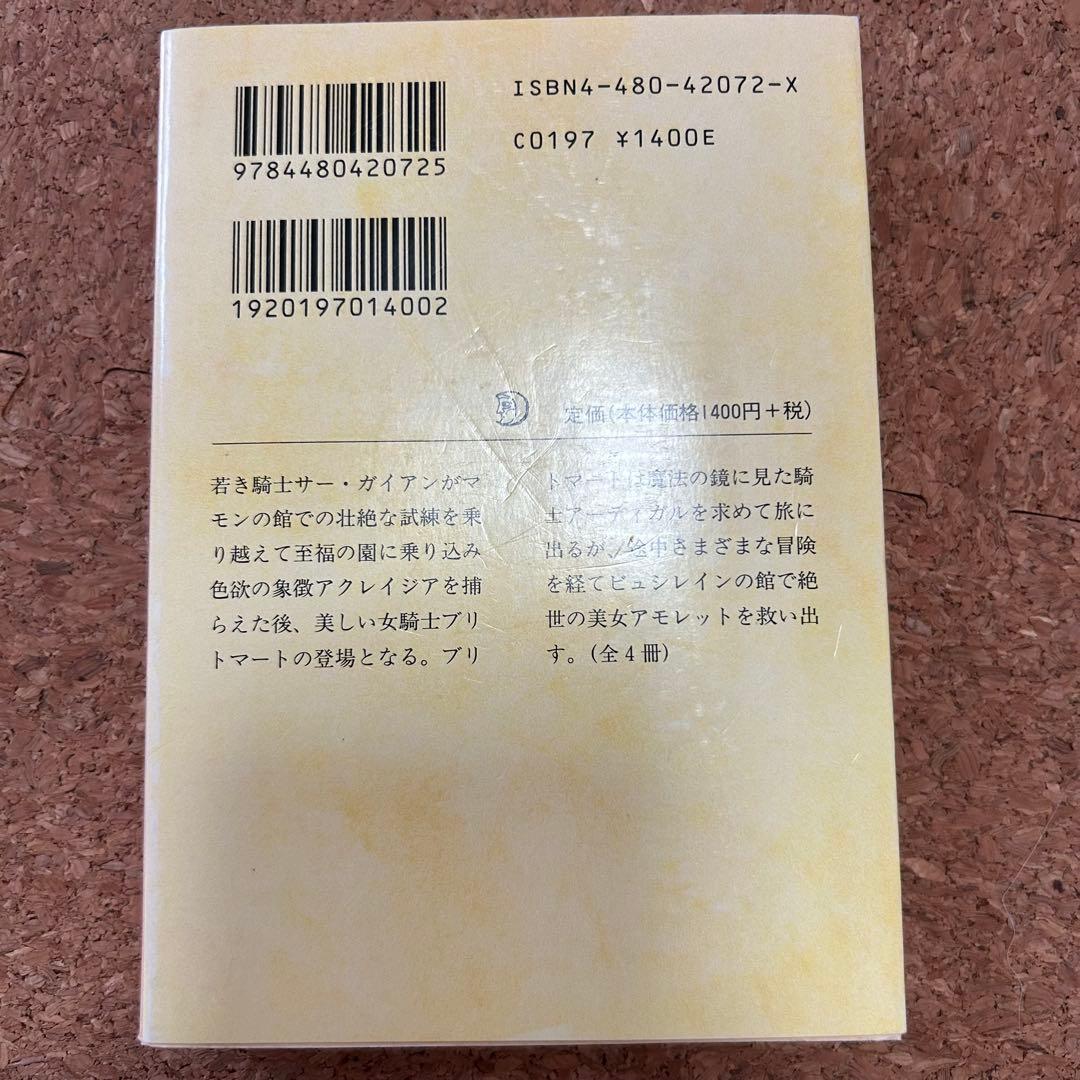 ISBN4-480-42072-X
C0197 ¥1400E
9784480420725
1920197014002
定価(本体価格1400円+税)
若き騎士サー・ガイアンがマ
モンの館での壮絶な試練を乗
り越えて至福の園に乗り込み
色欲の象徴アクレイジアを捕
らえた後、美しい女騎士ブリ
トマートの登場となる。ブリ
トマートは魔法の鏡に見た騎
士アーティガルを求めて旅に
出るが、途中さまざまな冒険
を経てビュシレインの館で絶
世の美女アモレットを救い出
す。(全4冊)